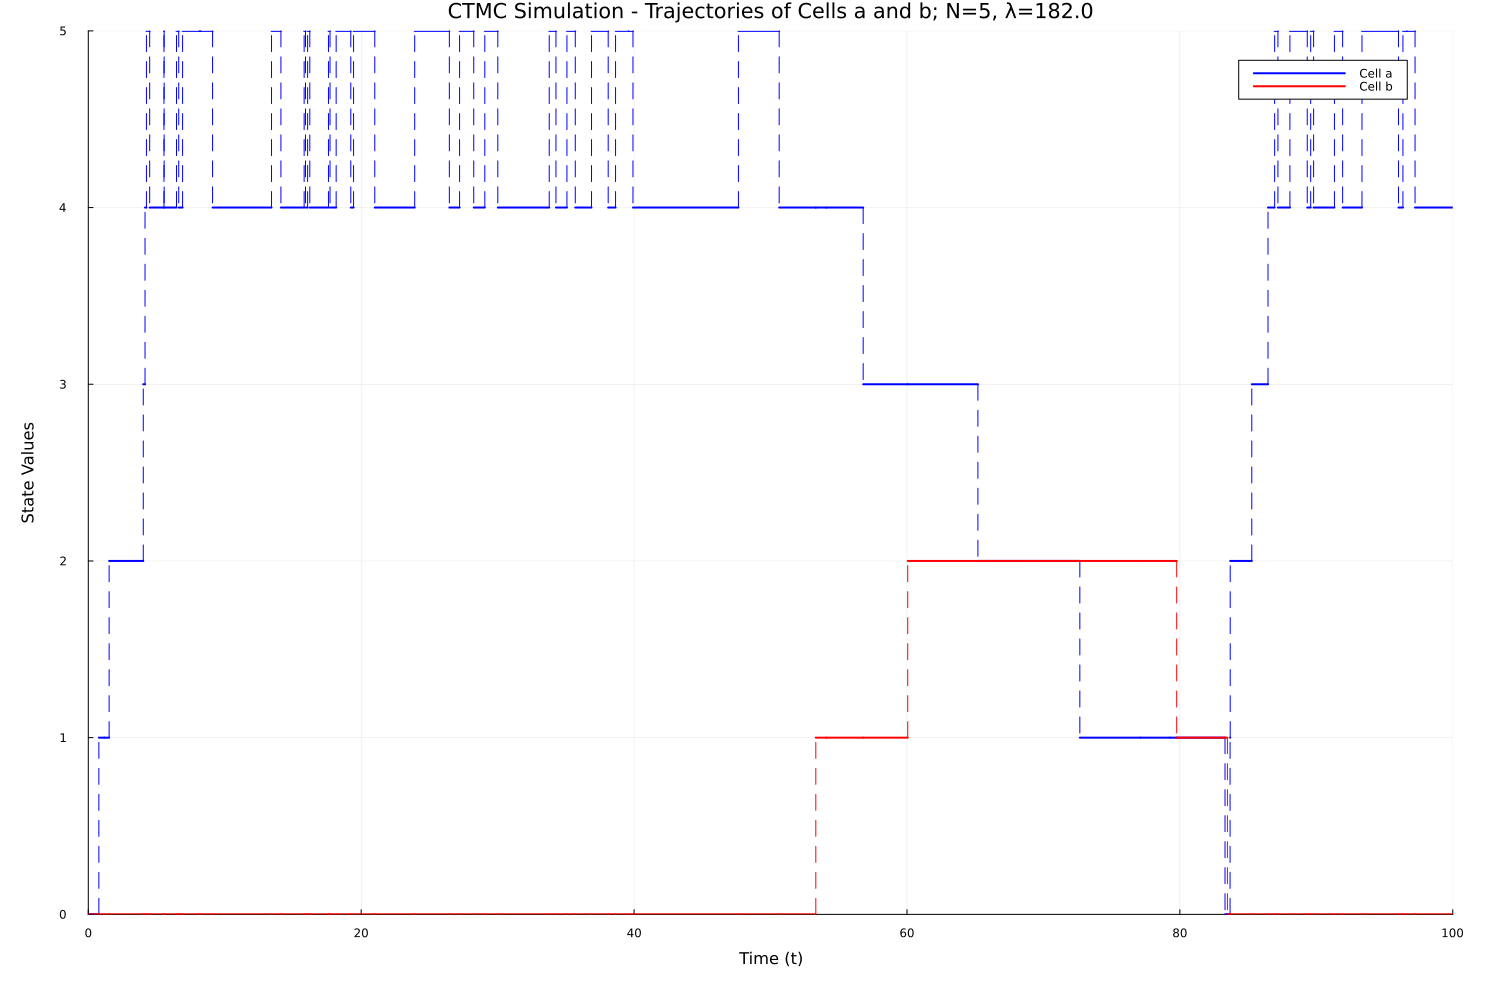 CTMC Simulation - Trajectories of Cells a and b; N=5, λ=182.0
5
Cell a
Cell b
4
3
State Values
2
1
0
0 20 40 60 80 100
Time (t)